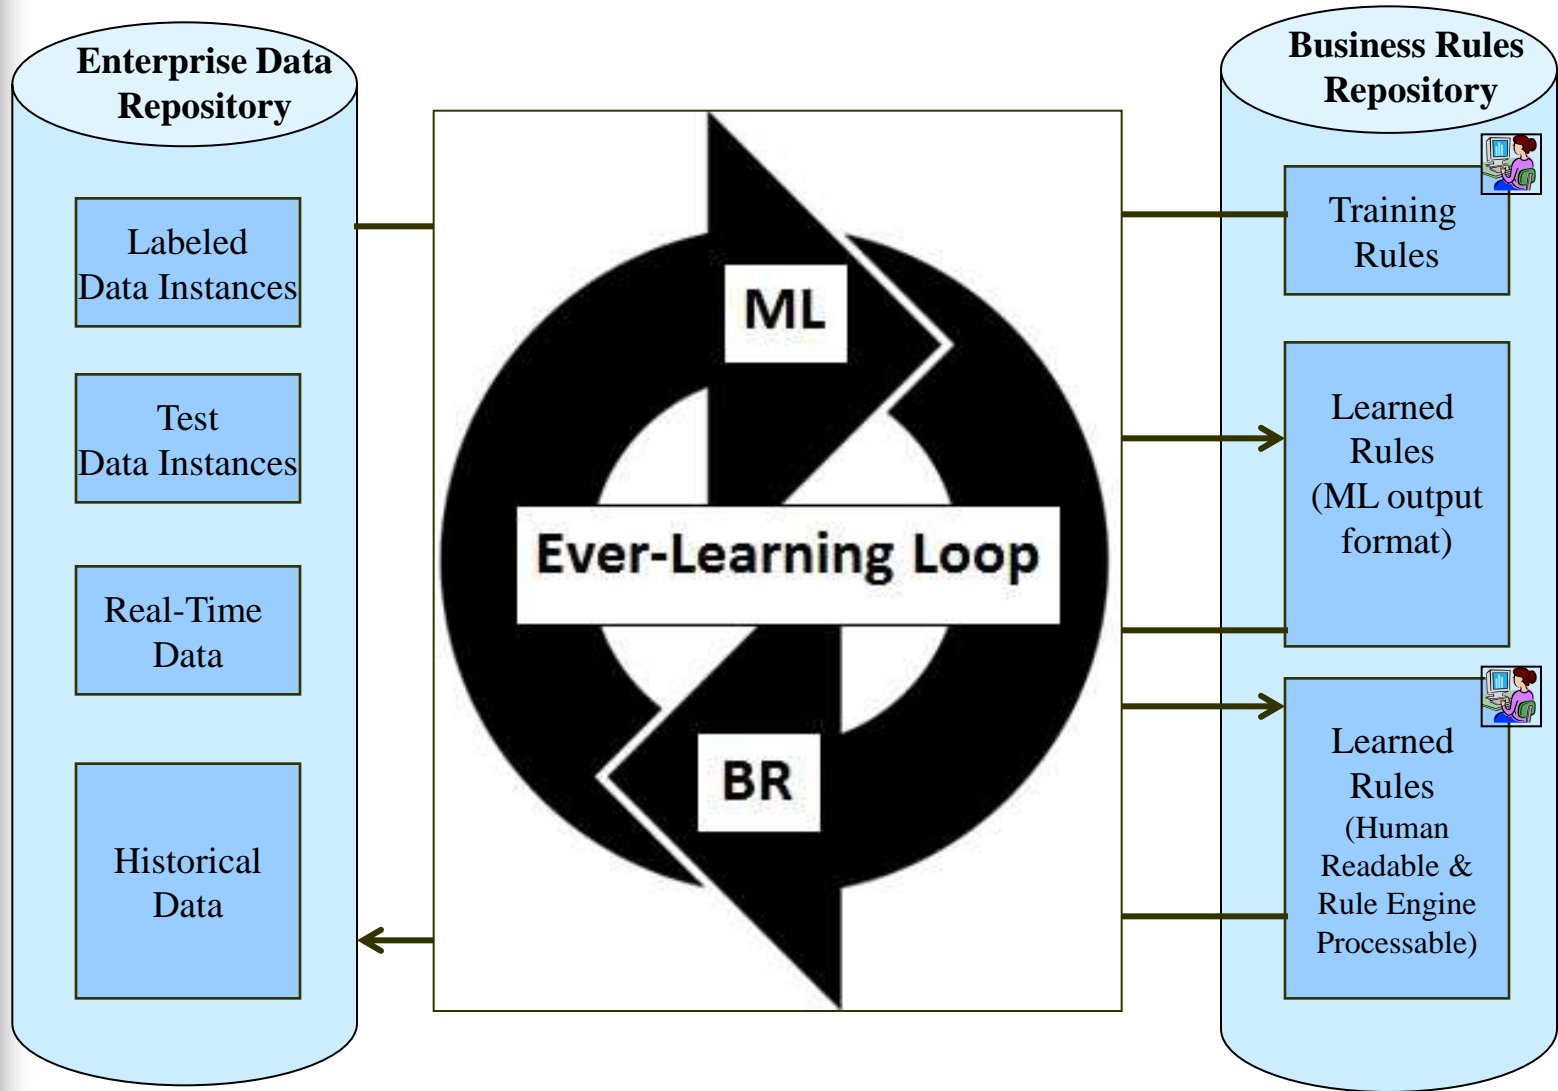 Enterprise Data
Repository
Labeled
Data Instances
Test
Data Instances
Real-Time
Data
Historical
Data
ML
Ever-Learning Loop
BR
Business Rules
Repository
Training
Rules
Learned
Rules
(ML output
format)
Learned
Rules
(Human
Readable &
Rule Engine
Processable)